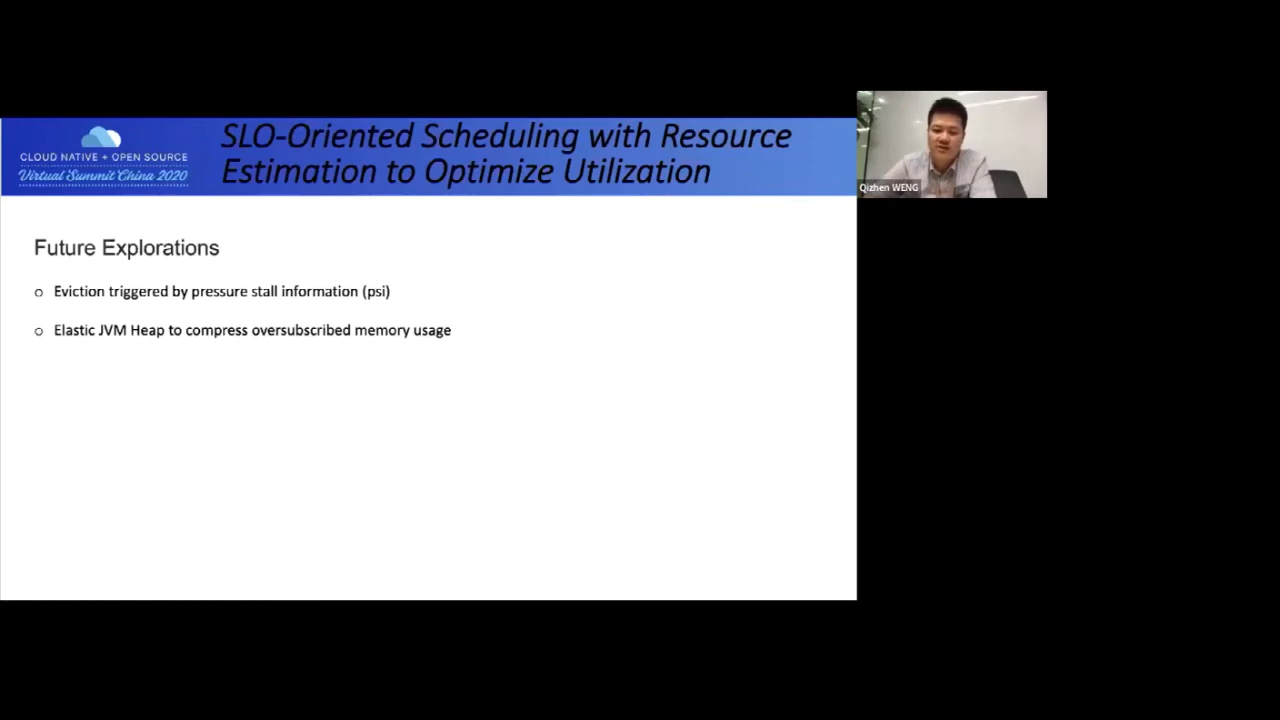 CLOUD NATIVE + OPEN SOURCE
Virtual Summit China 2020
SLO-Oriented Scheduling with Resource
Estimation to Optimize Utilization
Qizhen WENG
Future Explorations
o Eviction triggered by pressure stall information (psi)
o Elastic JVM Heap to compress oversubscribed memory usage